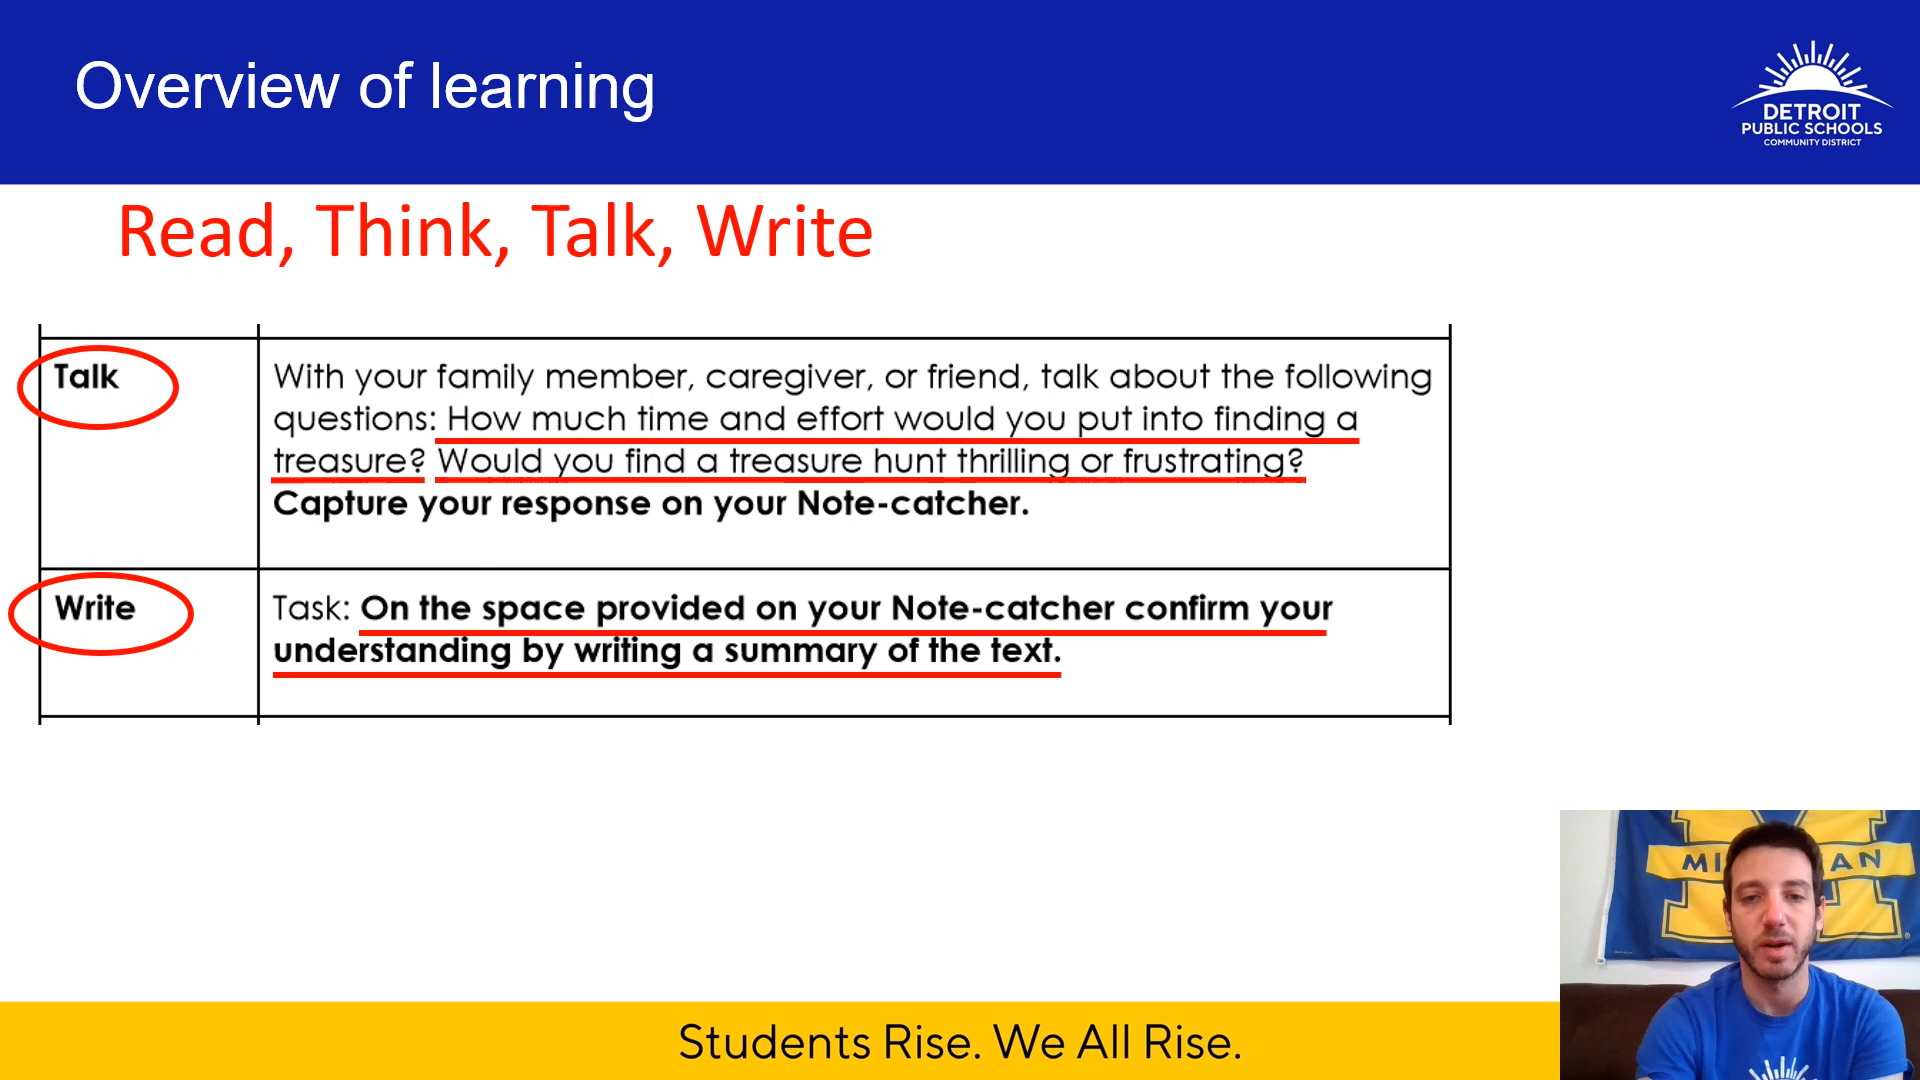 Overview of learning
DETROIT
PUBLIC SCHOOLS
COMMUNITY DISTRICT
Read, Think, Talk, Write
Talk
With your family member, caregiver, or friend, talk about the following
questions: How much time and effort would you put into finding a
treasure? Would you find a treasure hunt thrilling or frustrating?
Capture your response on your Note-catcher.
Write
Task: On the space provided on your Note-catcher confirm your
understanding by writing a summary of the text.
MI AN
Students Rise. We All Rise.